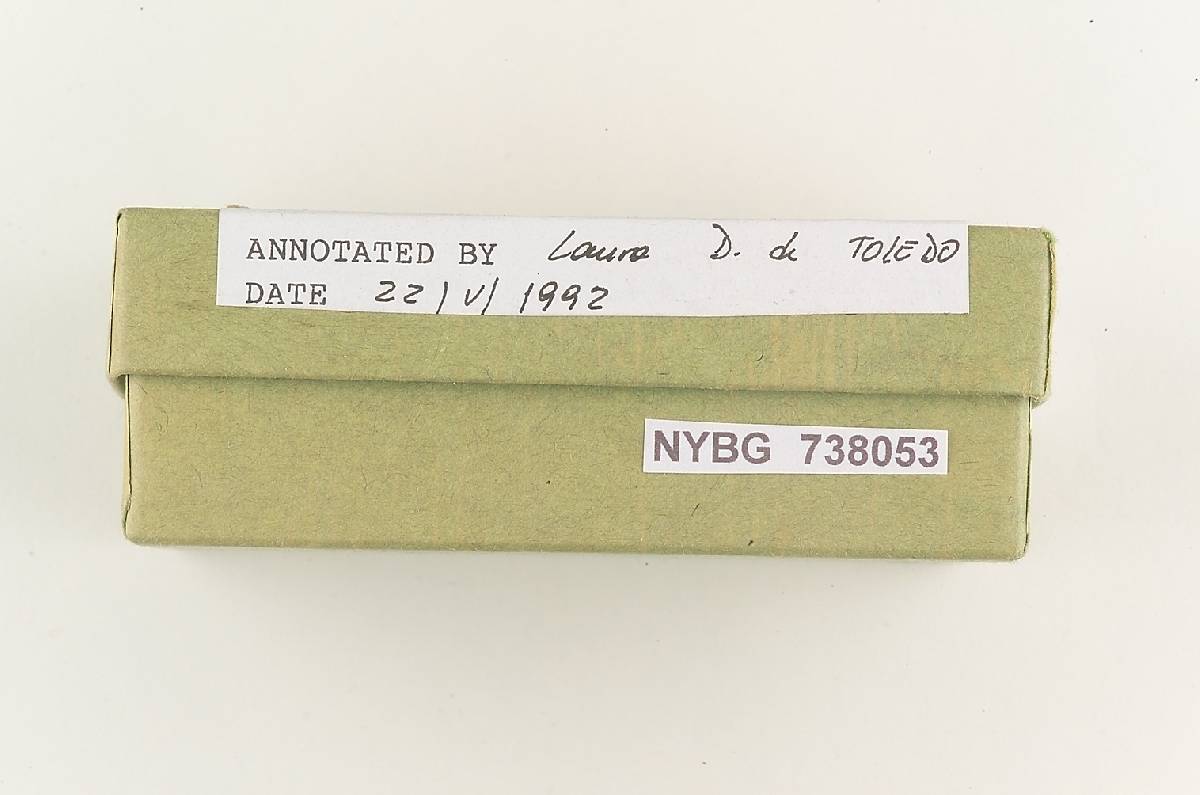 ANNOTATED BY Laura D. de TOLEDO
DATE 22/V/1992
NYBG 738053